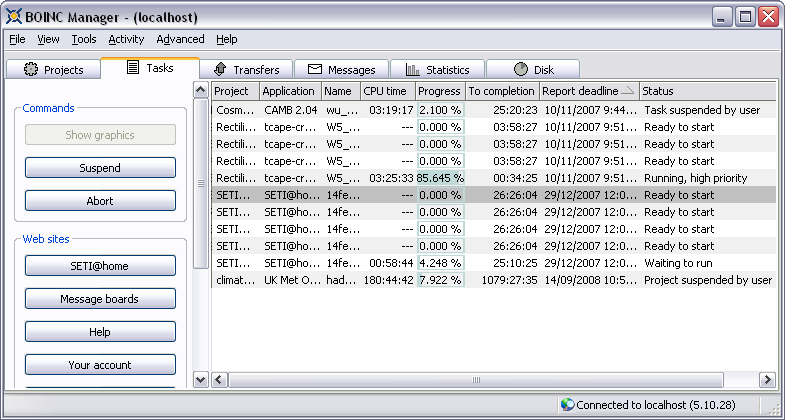 BOINC Manager - (localhost)
File View Tools Activity Advanced Help
Projects Tasks Transfers Messages Statistics Disk
Commands
Show graphics
Suspend
Abort
Web sites
SETI@home
Message boards
Help
Your account
Project Application Name CPU time Progress To completion Report deadline Status
Cosm... CAMB 2.04 wu_... 03:19:17 2.100 % 25:20:23 10/11/2007 9:44... Task suspended by user
Rectili... tcape-cr... W5_... --- 0.000 % 03:58:27 10/11/2007 9:51... Ready to start
Rectili... tcape-cr... W5_... --- 0.000 % 03:58:27 10/11/2007 9:51... Ready to start
Rectili... tcape-cr... W5_... --- 0.000 % 03:58:27 10/11/2007 9:51... Ready to start
Rectili... tcape-cr... W5_... 03:25:33 85.645 % 00:34:25 10/11/2007 9:51... Running, high priority
SETI... SETI@ho... 14fe... --- 0.000 % 26:26:04 29/12/2007 12:0... Ready to start
SETI... SETI@ho... 14fe... --- 0.000 % 26:26:04 29/12/2007 12:0... Ready to start
SETI... SETI@ho... 14fe... --- 0.000 % 26:26:04 29/12/2007 12:0... Ready to start
SETI... SETI@ho... 14fe... --- 0.000 % 26:26:04 29/12/2007 12:0... Ready to start
SETI... SETI@ho... 14fe... 00:58:44 4.248 % 25:10:25 29/12/2007 12:0... Waiting to run
climat... UK Met O... had... 180:44:42 7.922 % 1079:27:35 14/09/2008 10:5... Project suspended by user
Connected to localhost (5.10.28)